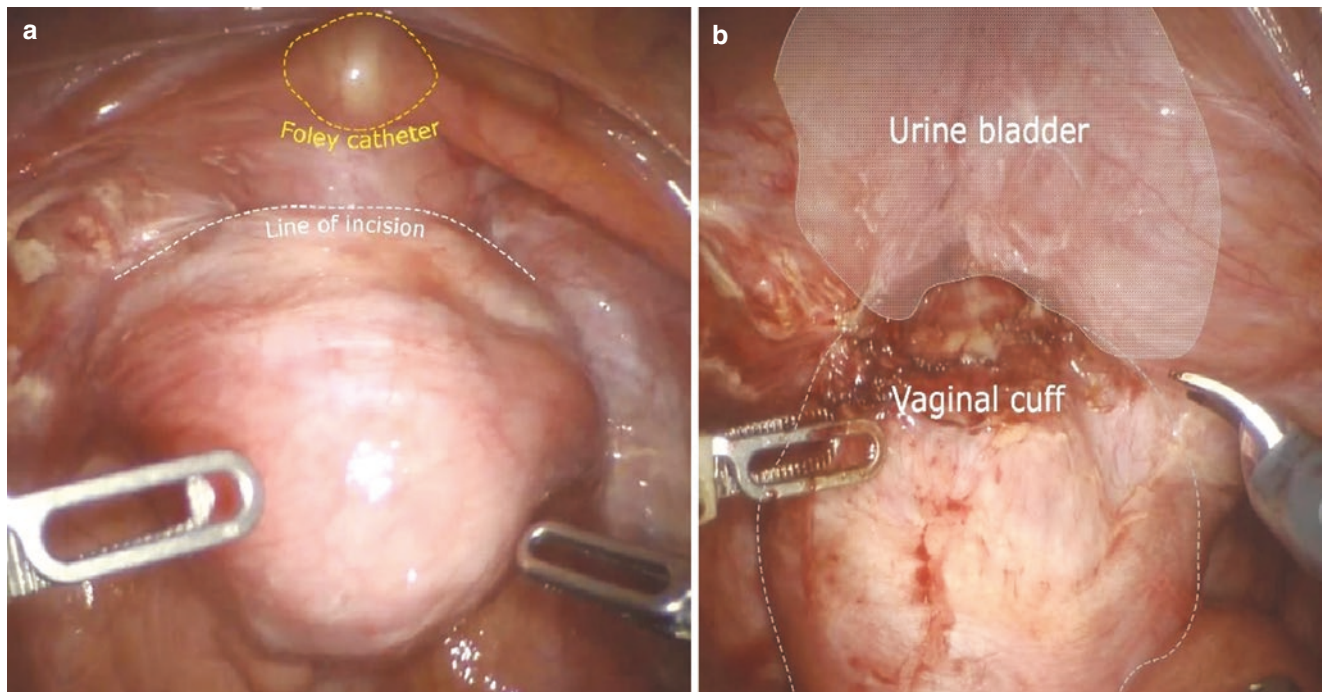 a
Foley catheter
Line of incision
b
Urine bladder
Vaginal cuff